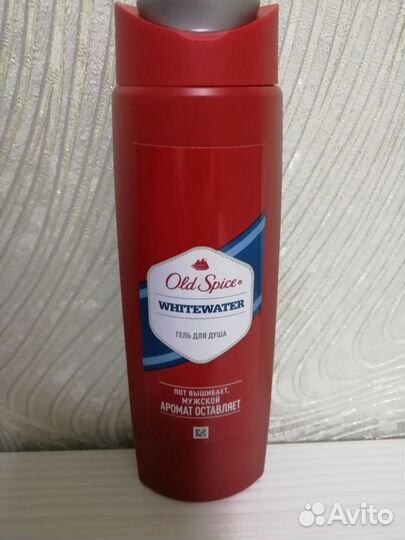 Old Spice®
WHITEWATER
ГЕЛЬ ДЛЯ ДУША
ПОТ ВЫШИБАЕТ,
МУЖСКОЙ
АРОМАТ ОСТАВЛЯЕТ
Avito